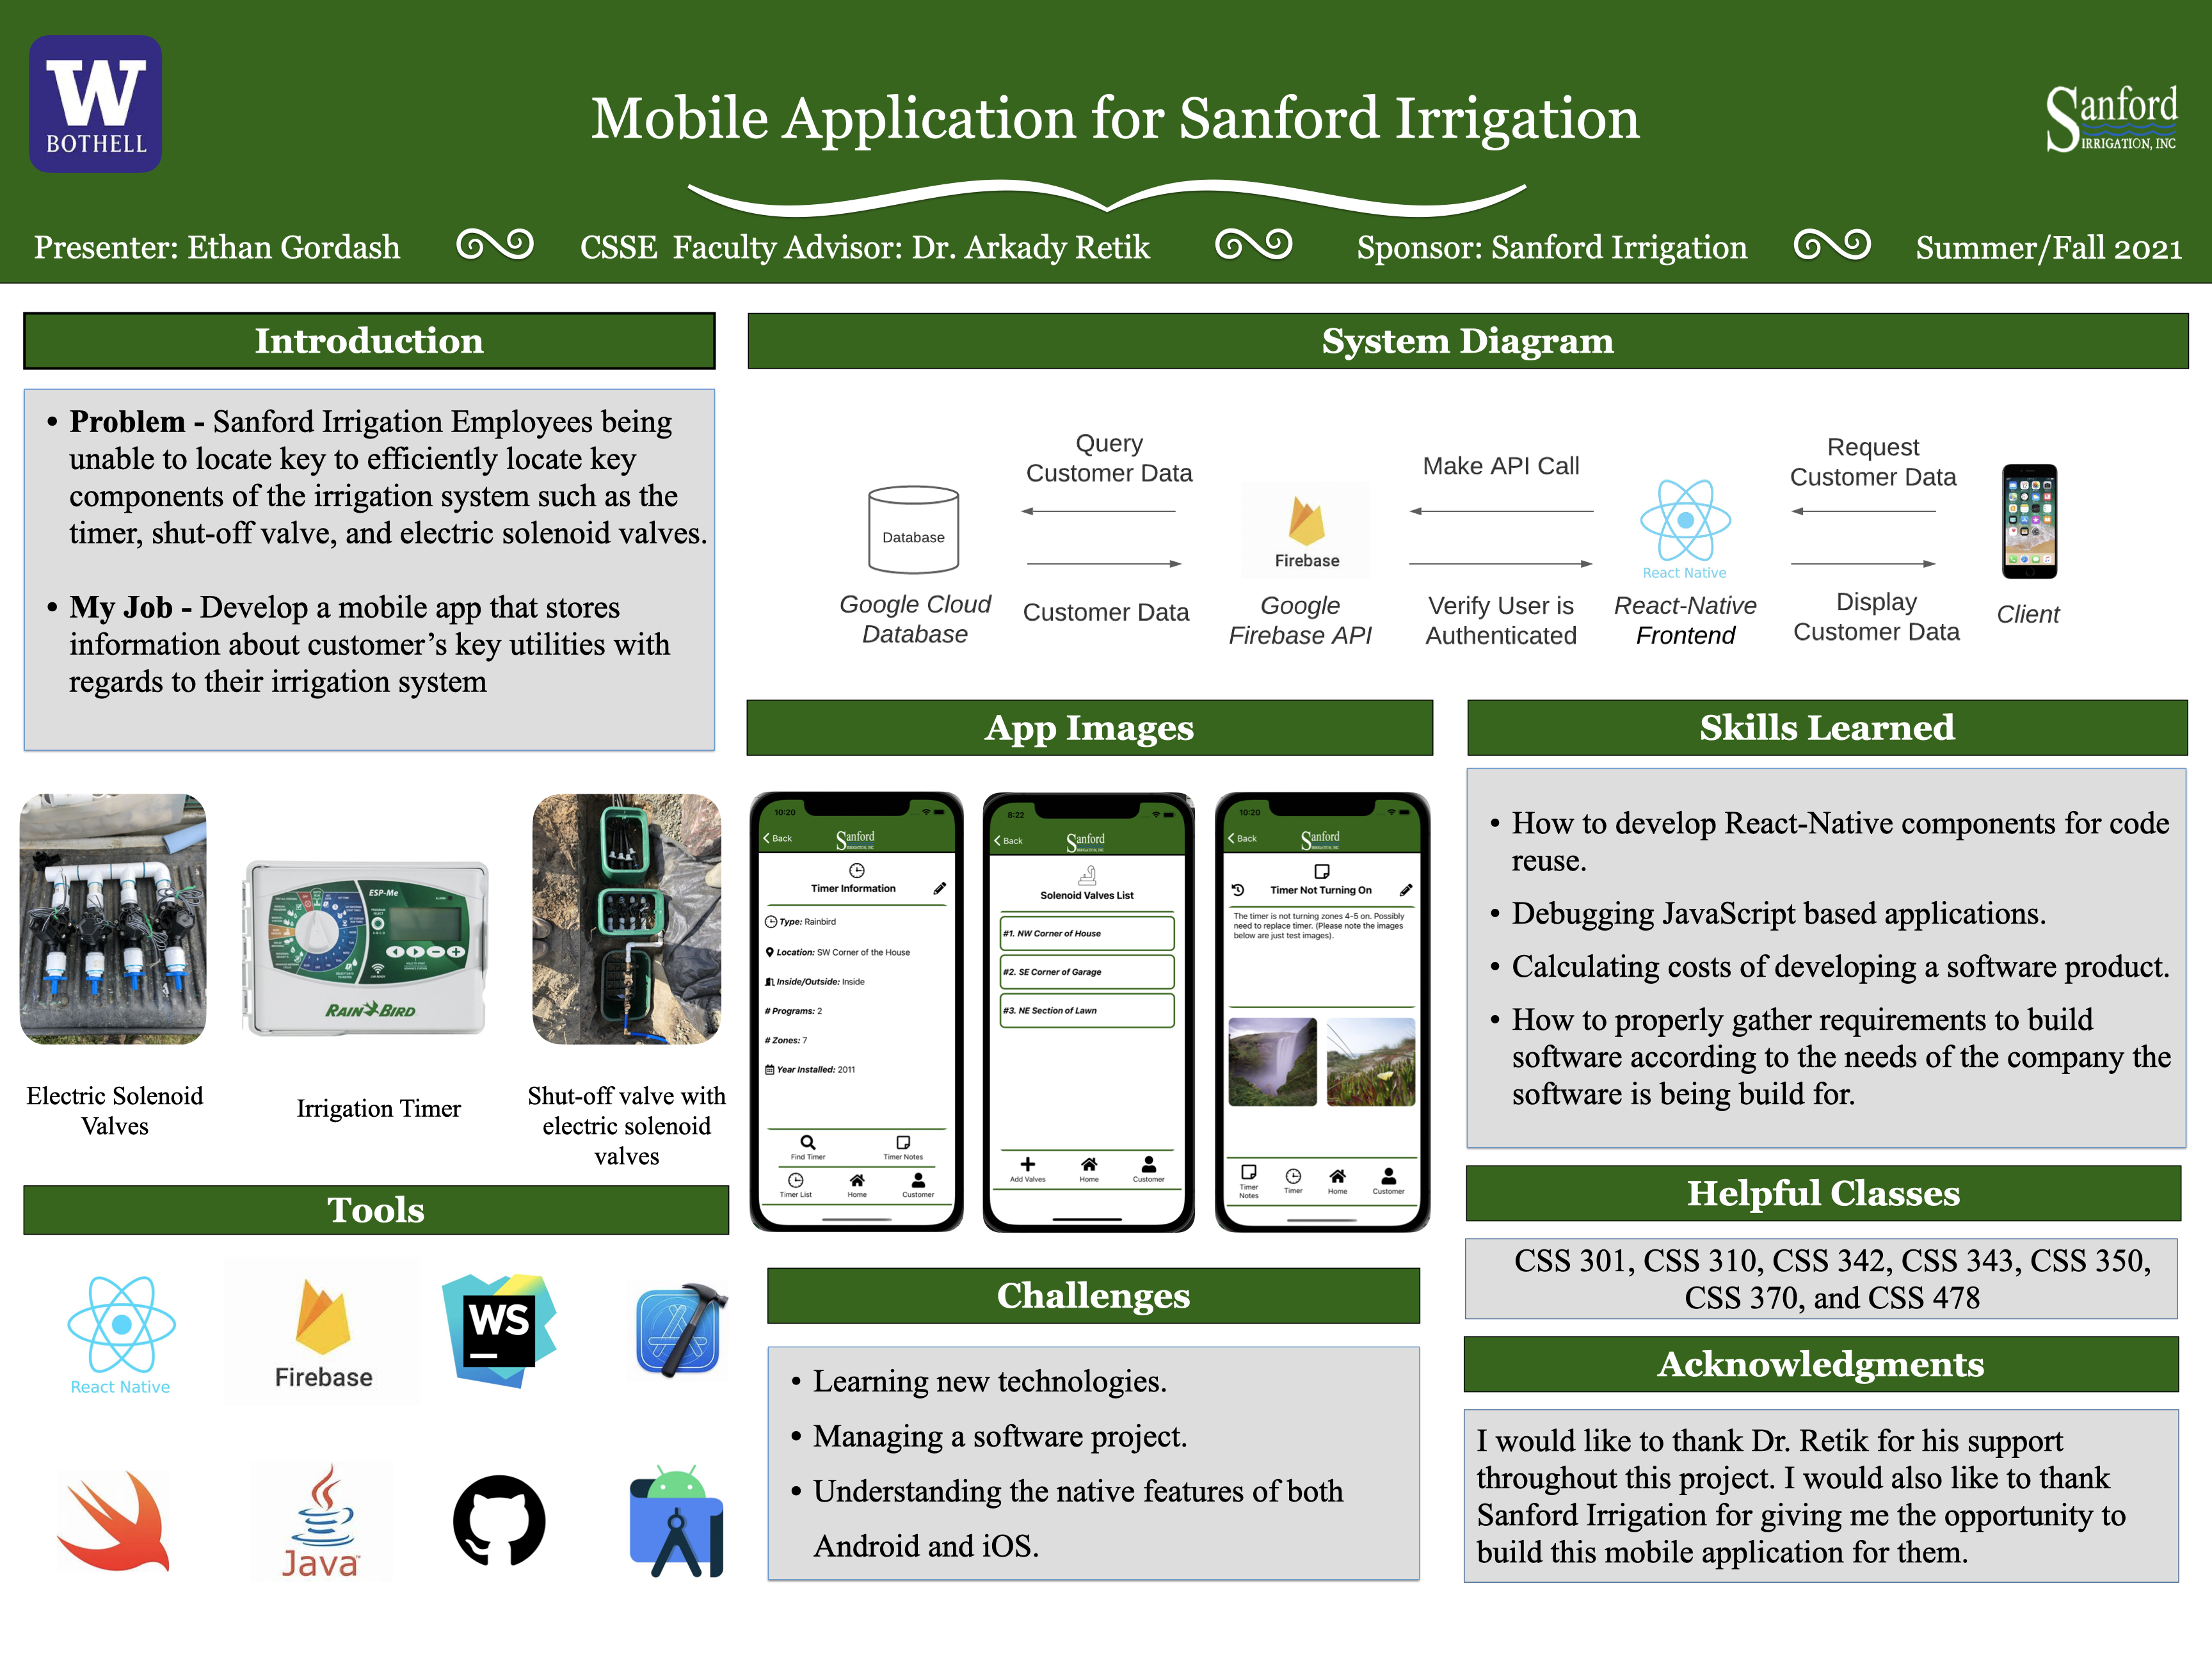 W
BOTHELL
Mobile Application for Sanford Irrigation
Sanford
IRRIGATION, INC
Presenter: Ethan Gordash
CSSE Faculty Advisor: Dr. Arkady Retik
Sponsor: Sanford Irrigation
Summer/Fall 2021
Introduction
• Problem - Sanford Irrigation Employees being
unable to locate key to efficiently locate key
components of the irrigation system such as the
timer, shut-off valve, and electric solenoid valves.
• My Job - Develop a mobile app that stores
information about customer's key utilities with
regards to their irrigation system
ESP-Me
RAIN BIRD
Electric Solenoid
Valves
Irrigation Timer
Shut-off valve with
electric solenoid
valves
Tools
React Native
Firebase
WS
Java
System Diagram
Query
Customer Data
Make API Call
Request
Customer Data
Database
Firebase
React Native
Google Cloud
Database
Customer Data
Google
Firebase API
Verify User is
Authenticated
React-Native
Frontend
Display
Customer Data
Client
App Images
10:20
Back
Sanford
IRRIGATION, INC
Timer Information
Type: Rainbird
Location: SW Corner of the House
Inside/Outside: Inside
# Programs: 2
# Zones: 7
Year Installed: 2011
Find Timer
Timer Notes
Timer List
Home
Customer
8:22
Back
Sanford
IRRIGATION, INC
Solenoid Valves List
#1. NW Corner of House
#2. SE Corner of Garage
#3. NE Section of Lawn
Add Valves
Home
Customer
10:20
Back
Sanford
IRRIGATION, INC
Timer Not Turning On
The timer is not turning zones 4-5 on. Possibly
need to replace timer. (Please note the images
below are just test images).
Timer
Notes
Timer
Home
Customer
Challenges
• Learning new technologies.
• Managing a software project.
• Understanding the native features of both
Android and iOS.
Skills Learned
• How to develop React-Native components for code
reuse.
• Debugging JavaScript based applications.
• Calculating costs of developing a software product.
• How to properly gather requirements to build
software according to the needs of the company the
software is being build for.
Helpful Classes
CSS 301, CSS 310, CSS 342, CSS 343, CSS 350,
CSS 370, and CSS 478
Acknowledgments
I would like to thank Dr. Retik for his support
throughout this project. I would also like to thank
Sanford Irrigation for giving me the opportunity to
build this mobile application for them.